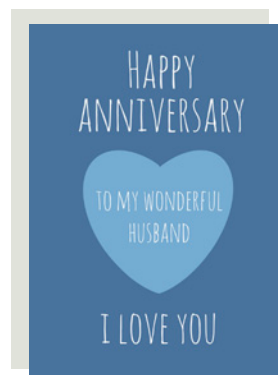 HAPPY
ANNIVERSARY
TO MY WONDERFUL
HUSBAND
I LOVE YOU